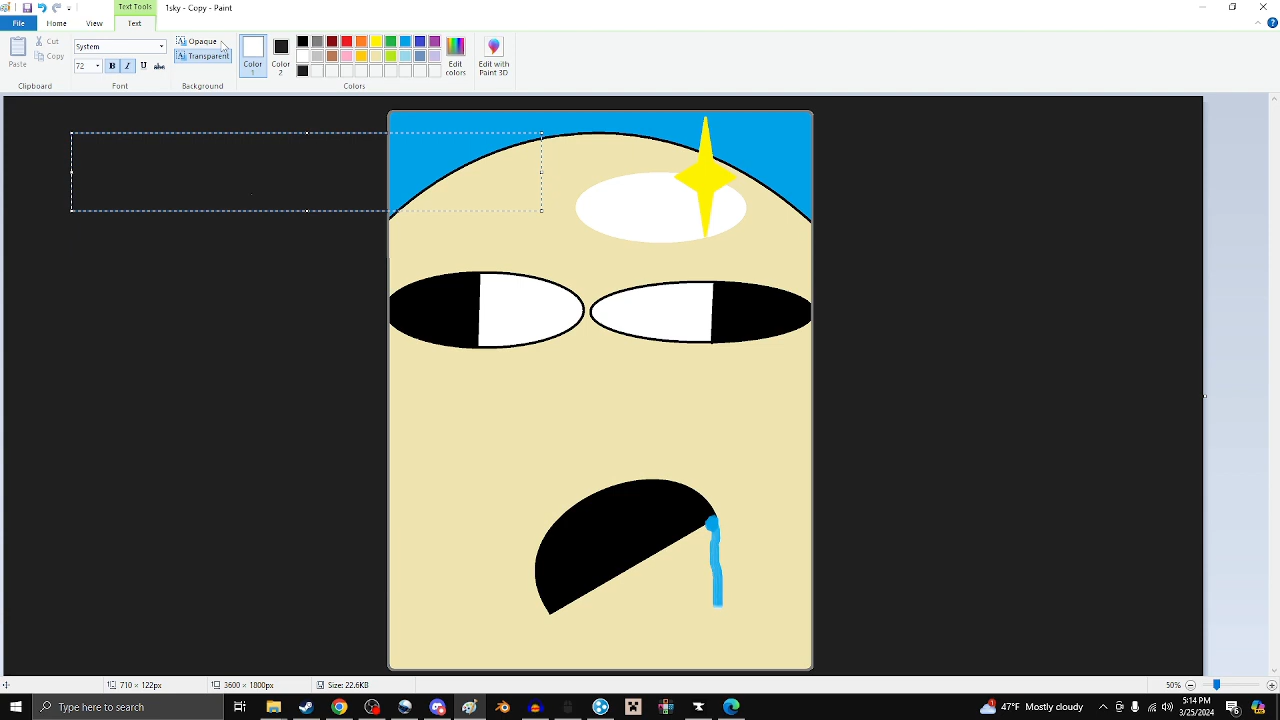 Text Tools
1sky - Copy - Paint
File
Home
View
Text
Paste
Cut
Copy
Clipboard
System
72
B I U abc
Font
Opaque
Transparent
Background
Color 1
Color 2
Edit colors
Colors
Edit with Paint 3D
710 × 122px
3600 × 1800px
Size: 22.6KB
50%
Type here to search
47°F Mostly cloudy
5:14 PM
3/25/2024